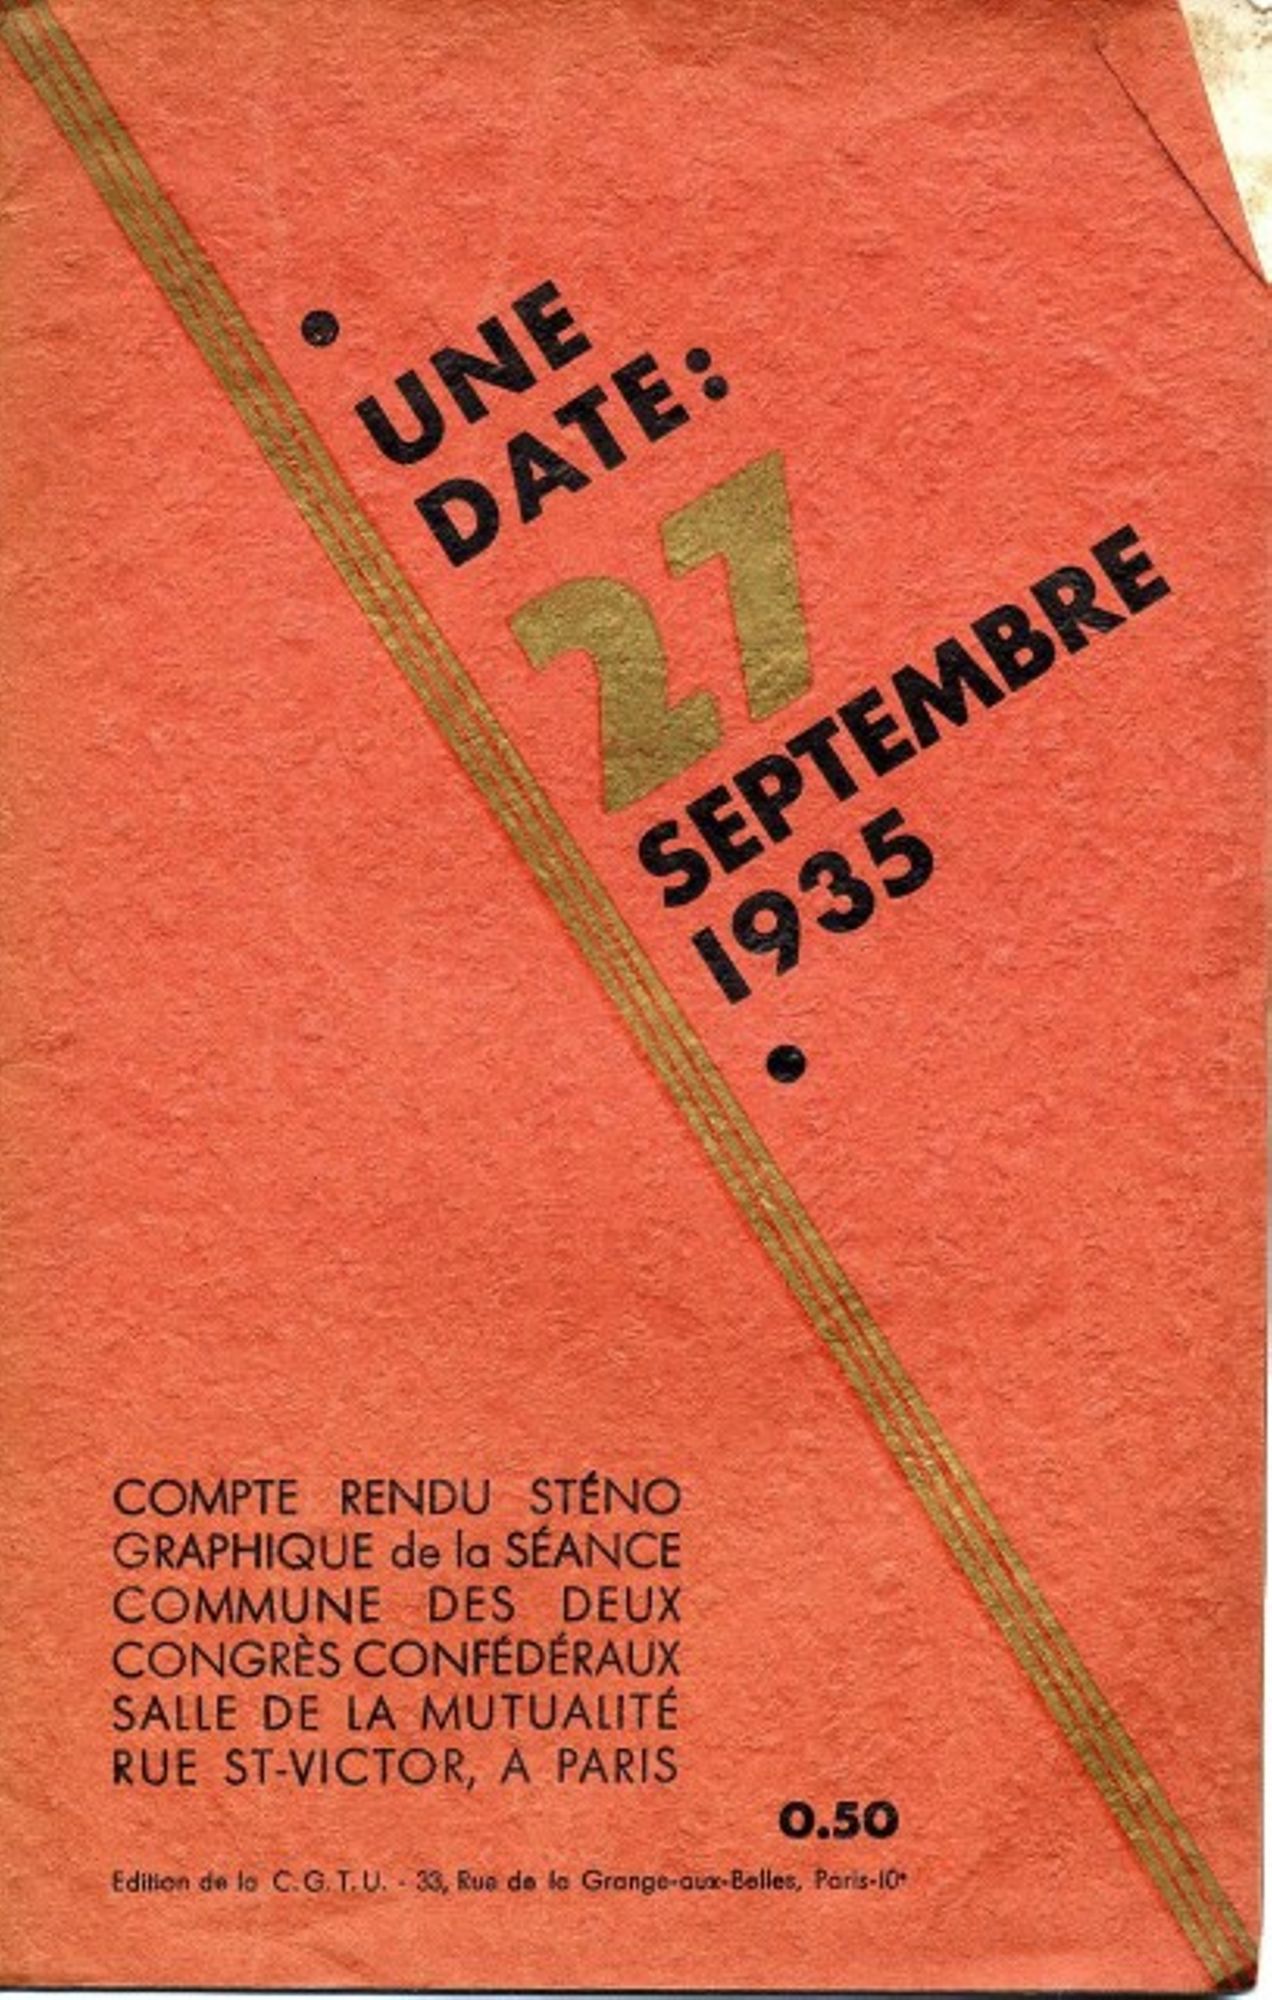 • UNE
DATE:
27
SEPTEMBRE
1935
•
COMPTE RENDU STÉNO
GRAPHIQUE de la SÉANCE
COMMUNE DES DEUX
CONGRÈS CONFÉDÉRAUX
SALLE DE LA MUTUALITÉ
RUE ST-VICTOR, A PARIS
0.50
Edition de la C.G.T.U. - 33, Rue de la Grange-aux-Belles, Paris-10e